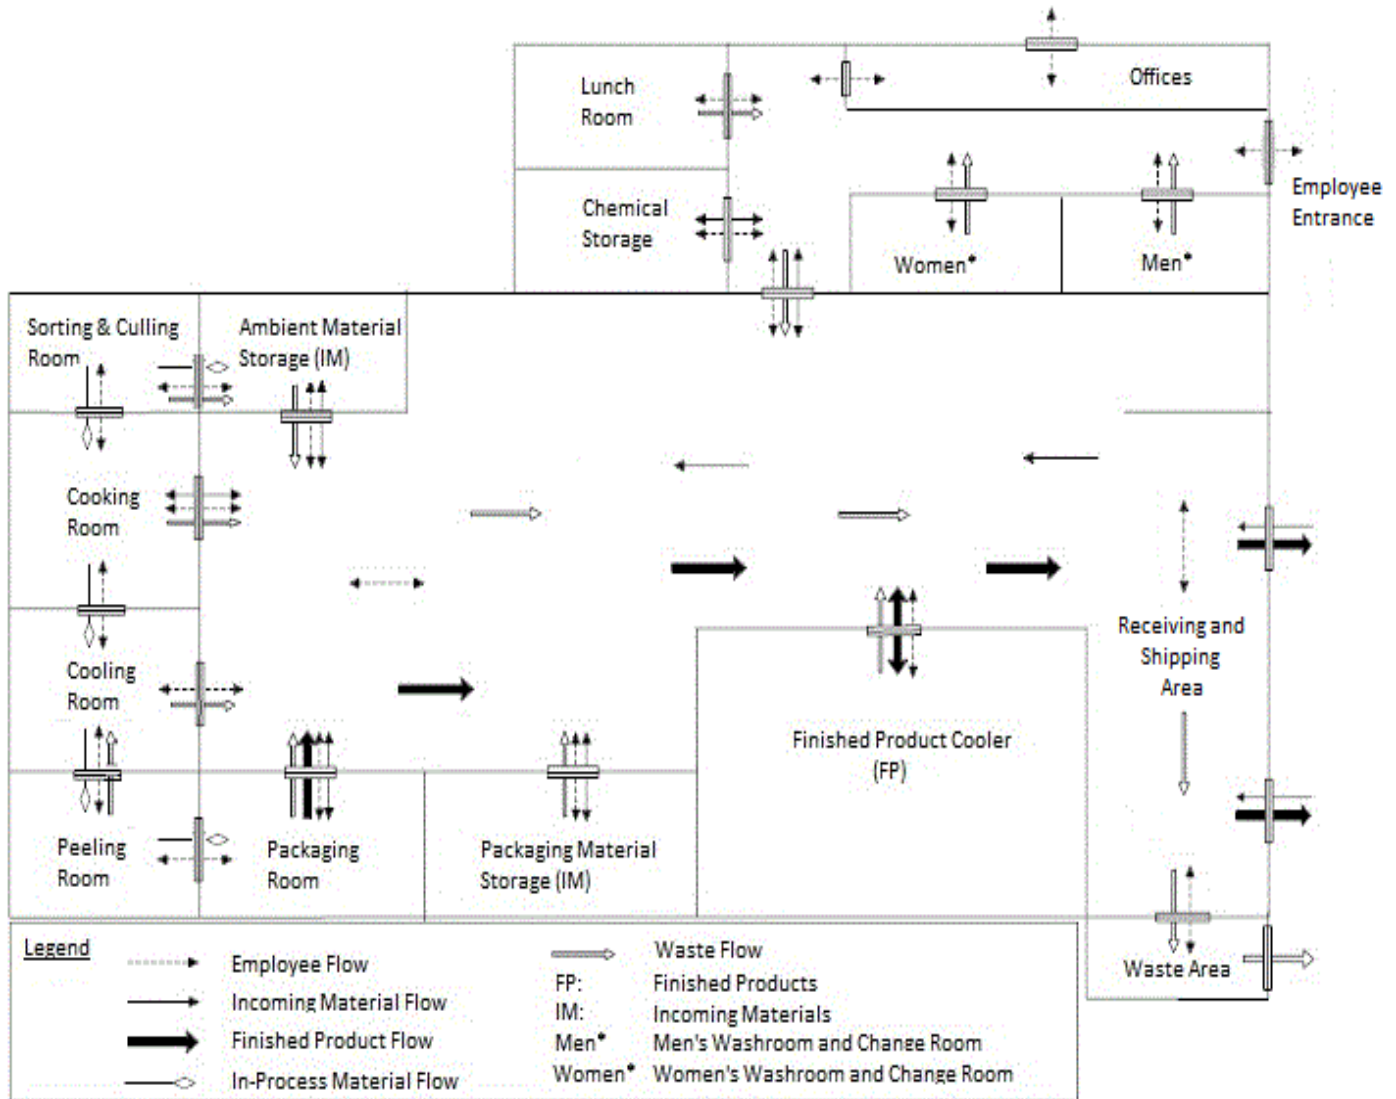 Lunch
Room
Offices
Chemical
Storage
Women*
Men*
Employee
Entrance
Sorting & Culling
Room
Ambient Material
Storage (IM)
Cooking
Room
Cooling
Room
Receiving and
Shipping
Area
Finished Product Cooler
(FP)
Peeling
Room
Packaging
Room
Packaging Material
Storage (IM)
Waste Area
Legend
Employee Flow
Incoming Material Flow
Finished Product Flow
In-Process Material Flow
Waste Flow
FP: Finished Products
IM: Incoming Materials
Men* Men's Washroom and Change Room
Women* Women's Washroom and Change Room